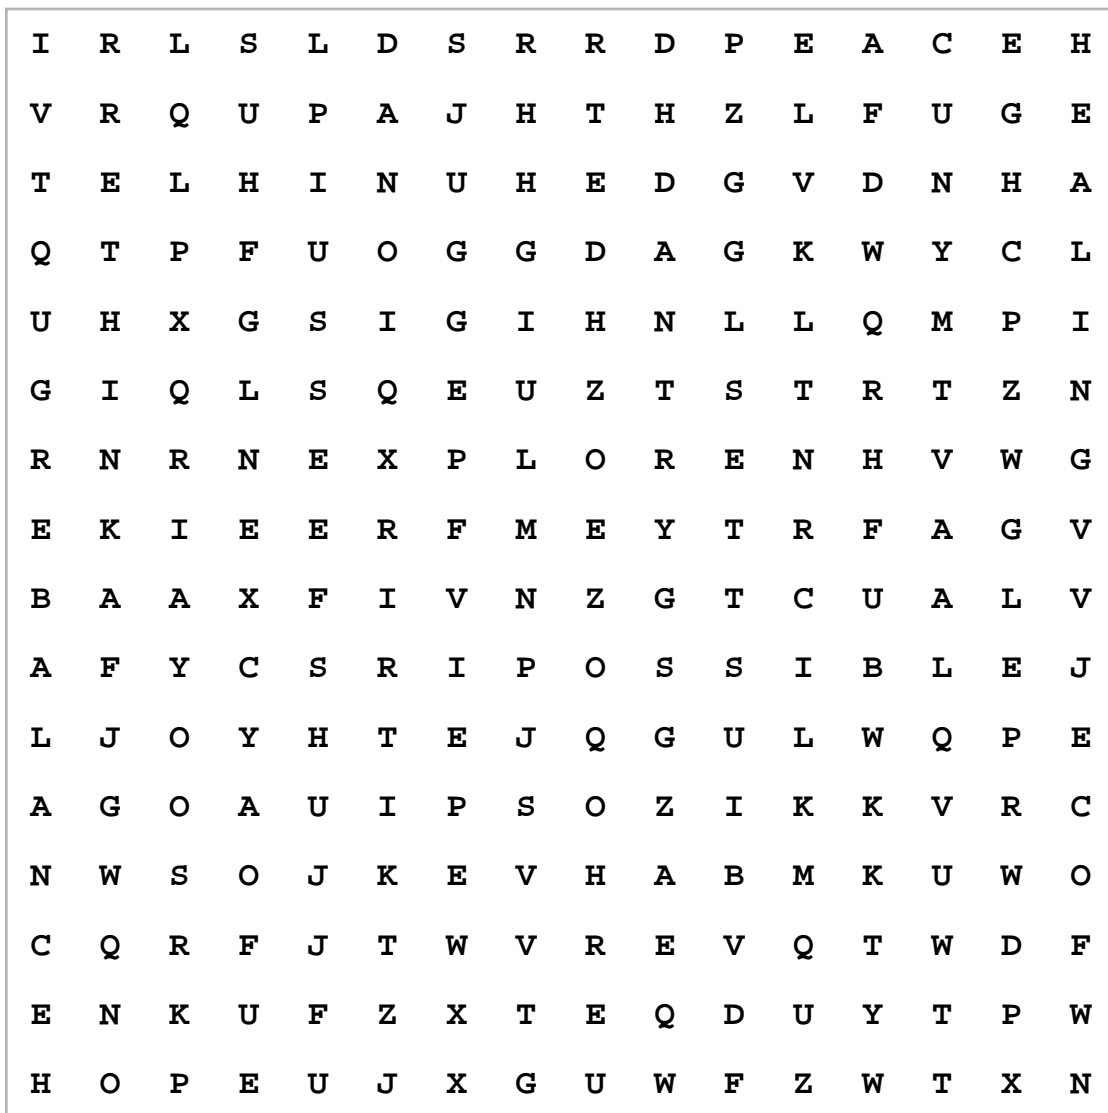 I R L S L D S R R D P E A C E H
V R Q U P A J H T H Z L F U G E
T E L H I N U H E D G V D N H A
Q T P F U O G G D A G K W Y C L
U H X G S I G I H N L L Q M P I
G I Q L S Q E U Z T S T R T Z N
R N R N E X P L O R E N H V W G
E K I E E R F M E Y T R F A G V
B A A X F I V N Z G T C U A L V
A F Y C S R I P O S S I B L E J
L J O Y H T E J Q G U L W Q P E
A G O A U I P S O Z I K K V R C
N W S O J K E V H A B M K U W O
C Q R F J T W V R E V Q T W D F
E N K U F Z X T E Q D U Y T P W
H O P E U J X G U W F Z W T X N